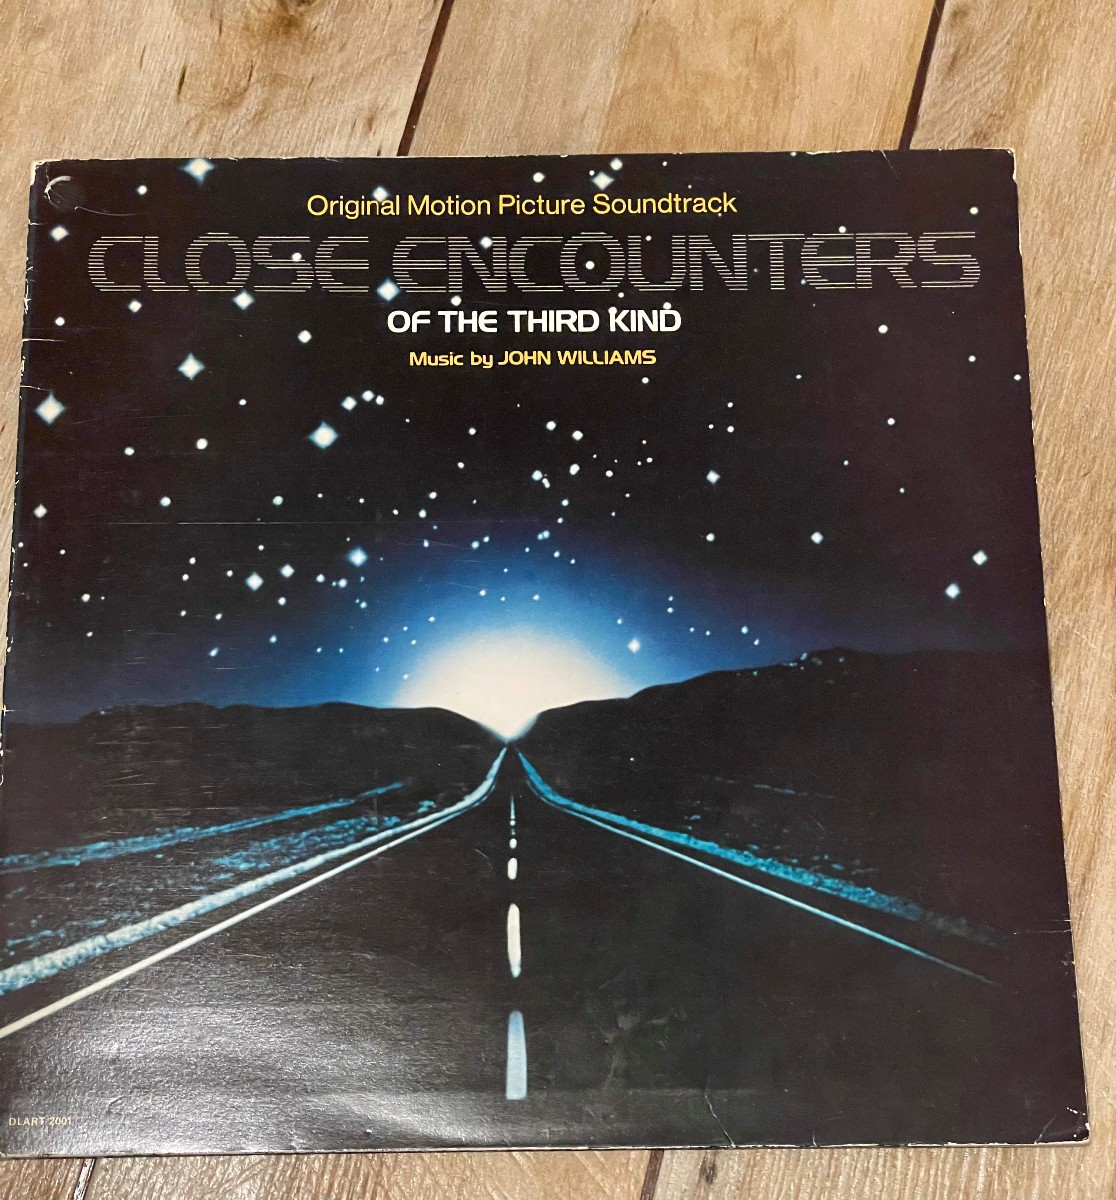 Original Motion Picture Soundtrack
CLOSE ENCOUNTERS
OF THE THIRD KIND
Music by JOHN WILLIAMS
DLART 2001